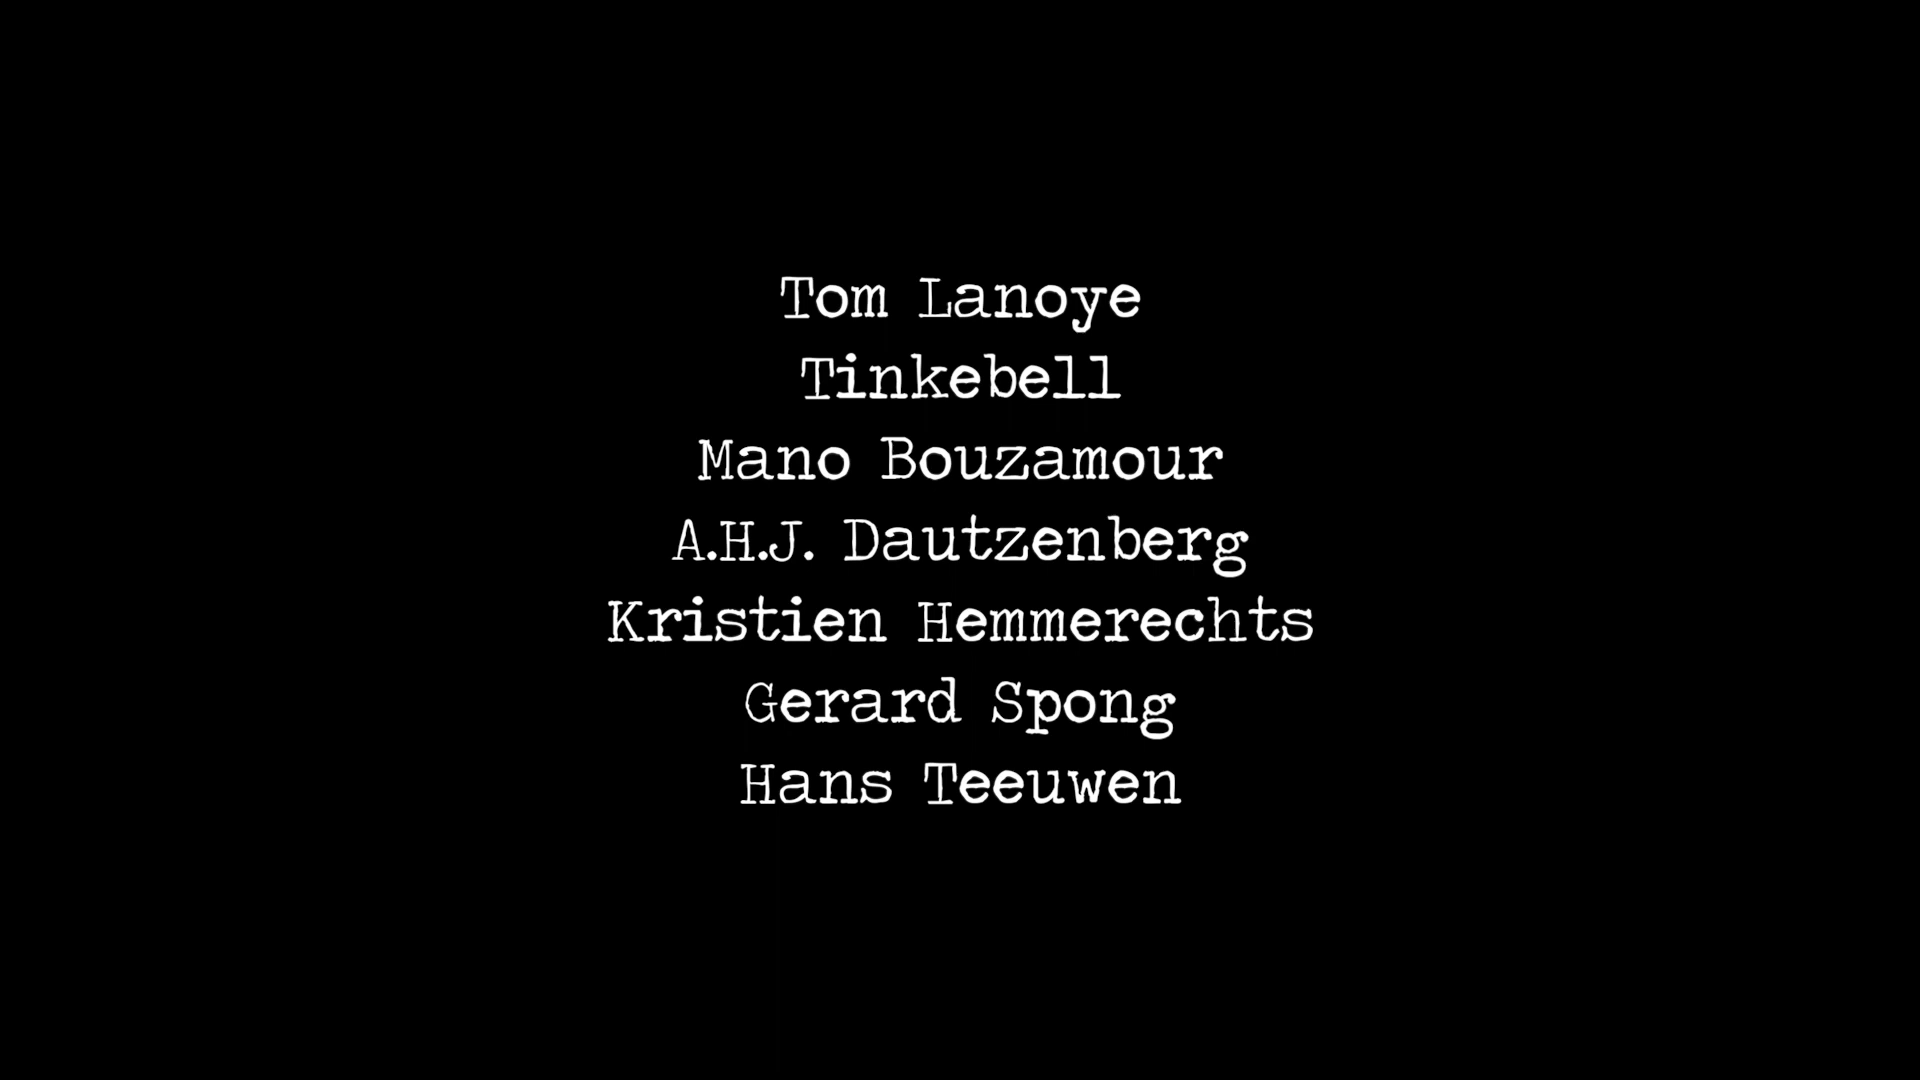 Tom Lanoye
Tinkebell
Mano Bouzamour
A.H.J. Dautzenberg
Kristien Hemmerechts
Gerard Spong
Hans Teeuwen